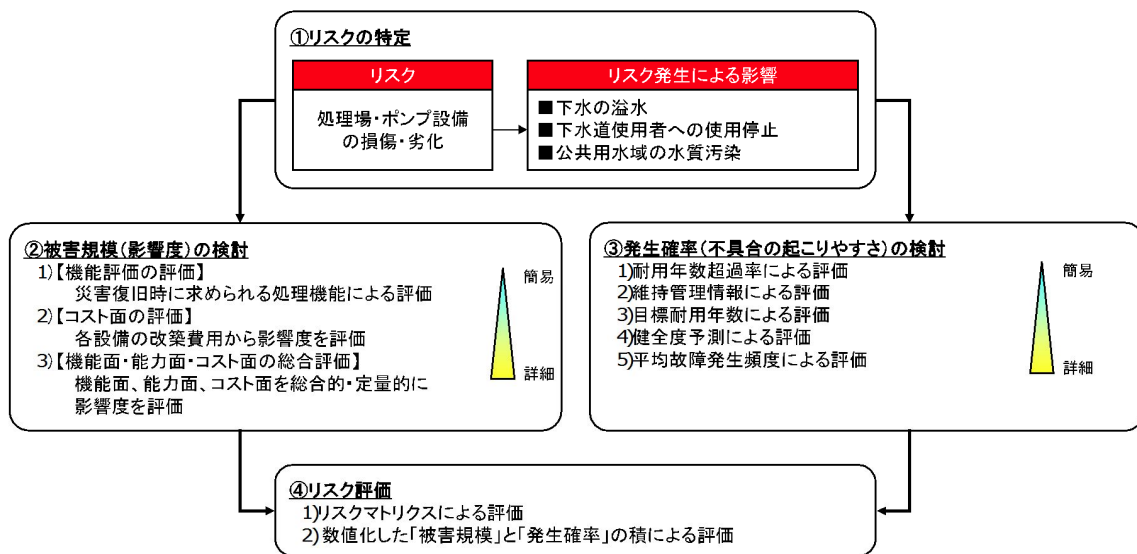 ①リスクの特定
リスク
処理場・ポンプ設備
の損傷・劣化
リスク発生による影響
■下水の溢水
■下水道使用者への使用停止
■公共用水域の水質汚染
②被害規模(影響度)の検討
1)【機能評価の評価】
災害復旧時に求められる処理機能による評価
2)【コスト面の評価】
各設備の改築費用から影響度を評価
3)【機能面・能力面・コスト面の総合評価】
機能面、能力面、コスト面を総合的・定量的に
影響度を評価
簡易
詳細
③発生確率(不具合の起こりやすさ)の検討
1)耐用年数超過率による評価
2)維持管理情報による評価
3)目標耐用年数による評価
4)健全度予測による評価
5)平均故障発生頻度による評価
簡易
詳細
④リスク評価
1)リスクマトリクスによる評価
2)数値化した「被害規模」と「発生確率」の積による評価